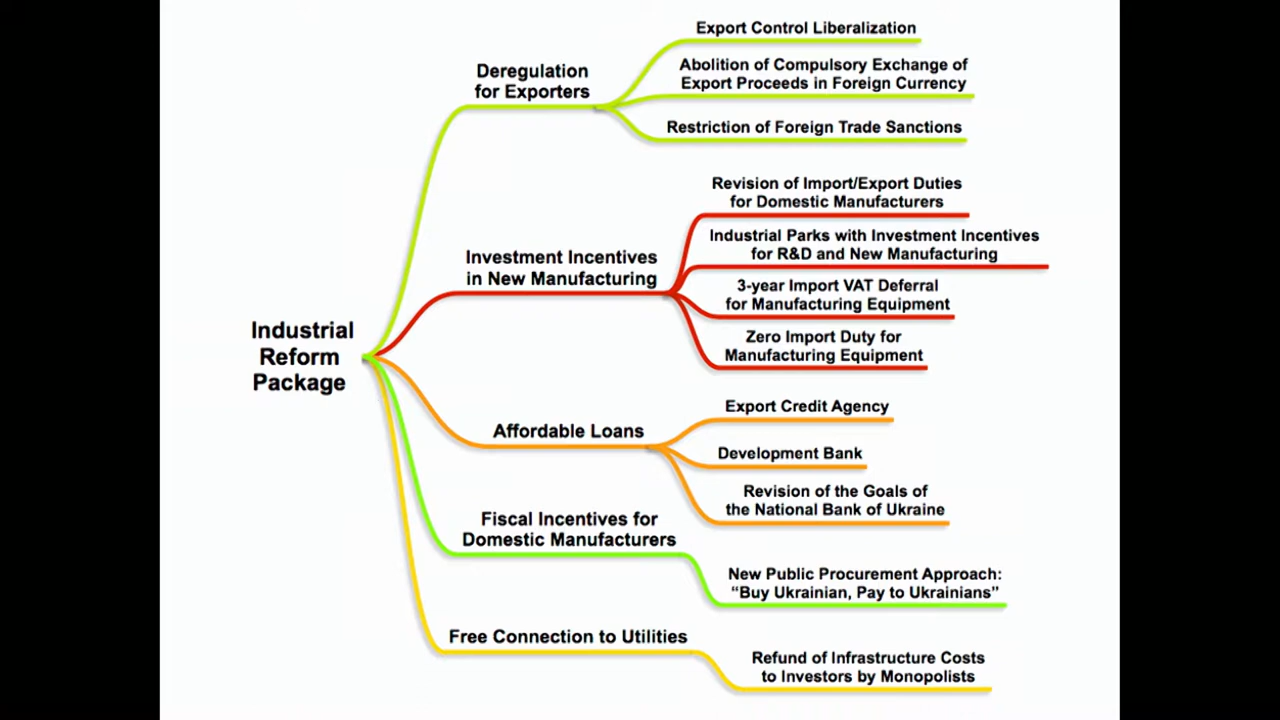 Industrial
Reform
Package
Deregulation
for Exporters
Export Control Liberalization
Abolition of Compulsory Exchange of
Export Proceeds in Foreign Currency
Restriction of Foreign Trade Sanctions
Investment Incentives
in New Manufacturing
Revision of Import/Export Duties
for Domestic Manufacturers
Industrial Parks with Investment Incentives
for R&D and New Manufacturing
3-year Import VAT Deferral
for Manufacturing Equipment
Zero Import Duty for
Manufacturing Equipment
Affordable Loans
Export Credit Agency
Development Bank
Revision of the Goals of
the National Bank of Ukraine
Fiscal Incentives for
Domestic Manufacturers
New Public Procurement Approach:
“Buy Ukrainian, Pay to Ukrainians”
Free Connection to Utilities
Refund of Infrastructure Costs
to Investors by Monopolists